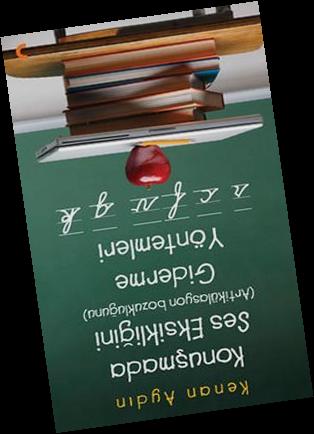 Kenan Aydın
Konuşmada
Ses Eksikliğini
(Artikülasyon bozukluğunu)
Giderme
Yöntemleri